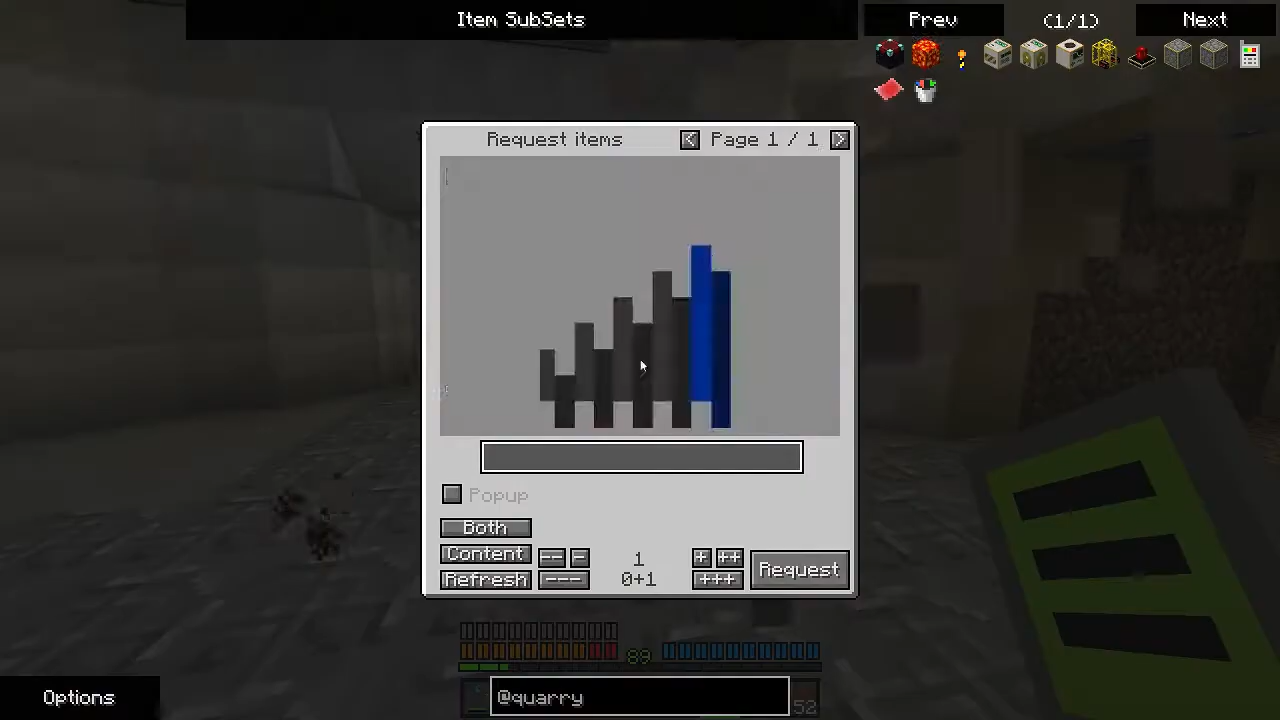 Item SubSets
Prev (1/1) Next
Request items < Page 1 / 1 >
Popup
Both
Content -- - 1 + ++
Refresh --- 0+1 +++ Request
89
Options @quarry 52